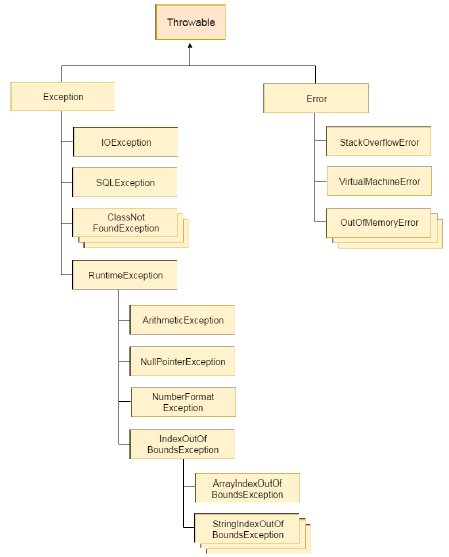 Throwable
Exception
Error
IOException
SQLException
ClassNot
FoundException
RuntimeException
StackOverflowError
VirtualMachineError
OutOfMemoryError
ArithmeticException
NullPointerException
NumberFormat
Exception
IndexOutOf
BoundsException
ArrayIndexOutOf
BoundsException
StringIndexOutOf
BoundsException